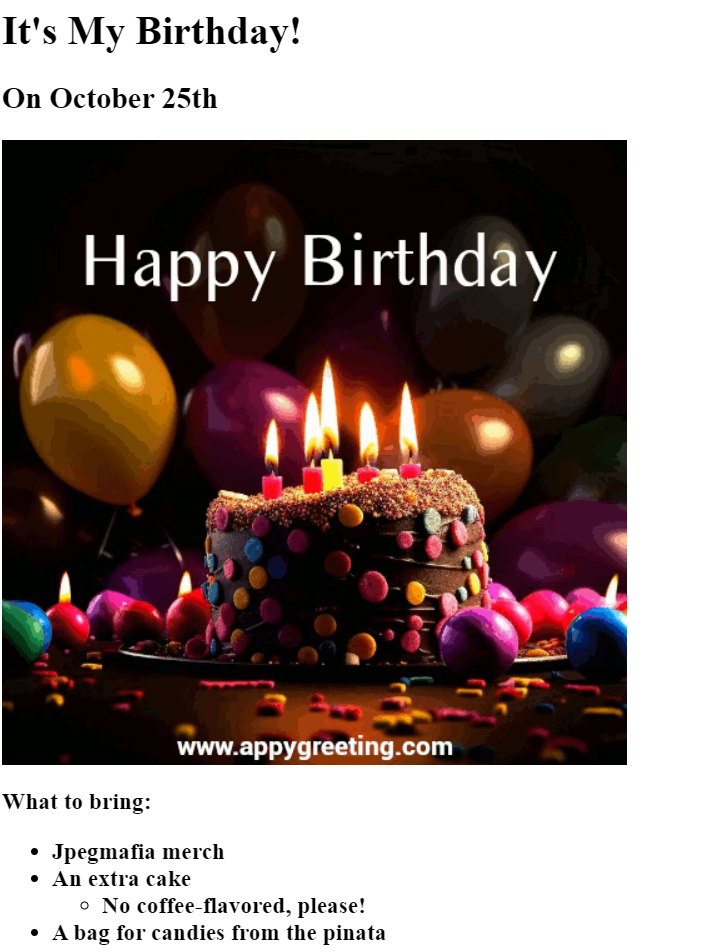 It's My Birthday!
On October 25th
Happy Birthday
www.appygreeting.com
What to bring:
Jpegmafia merch
An extra cake
No coffee-flavored, please!
A bag for candies from the pinata